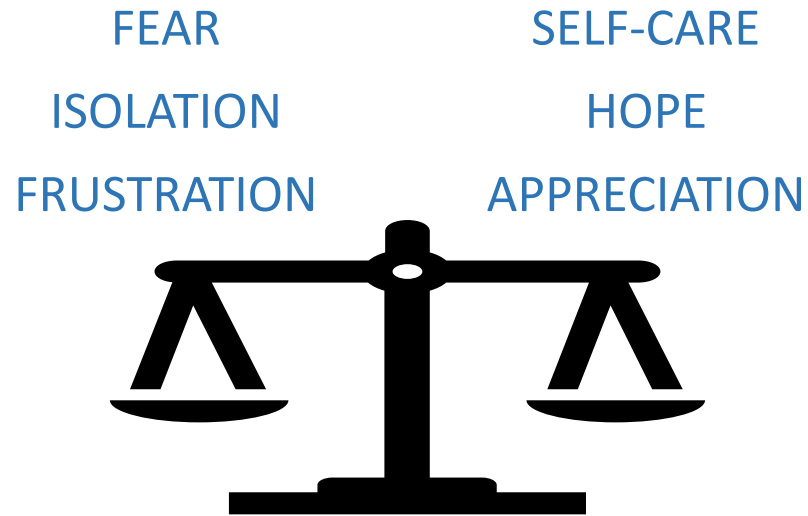 FEAR
ISOLATION
FRUSTRATION
SELF-CARE
HOPE
APPRECIATION